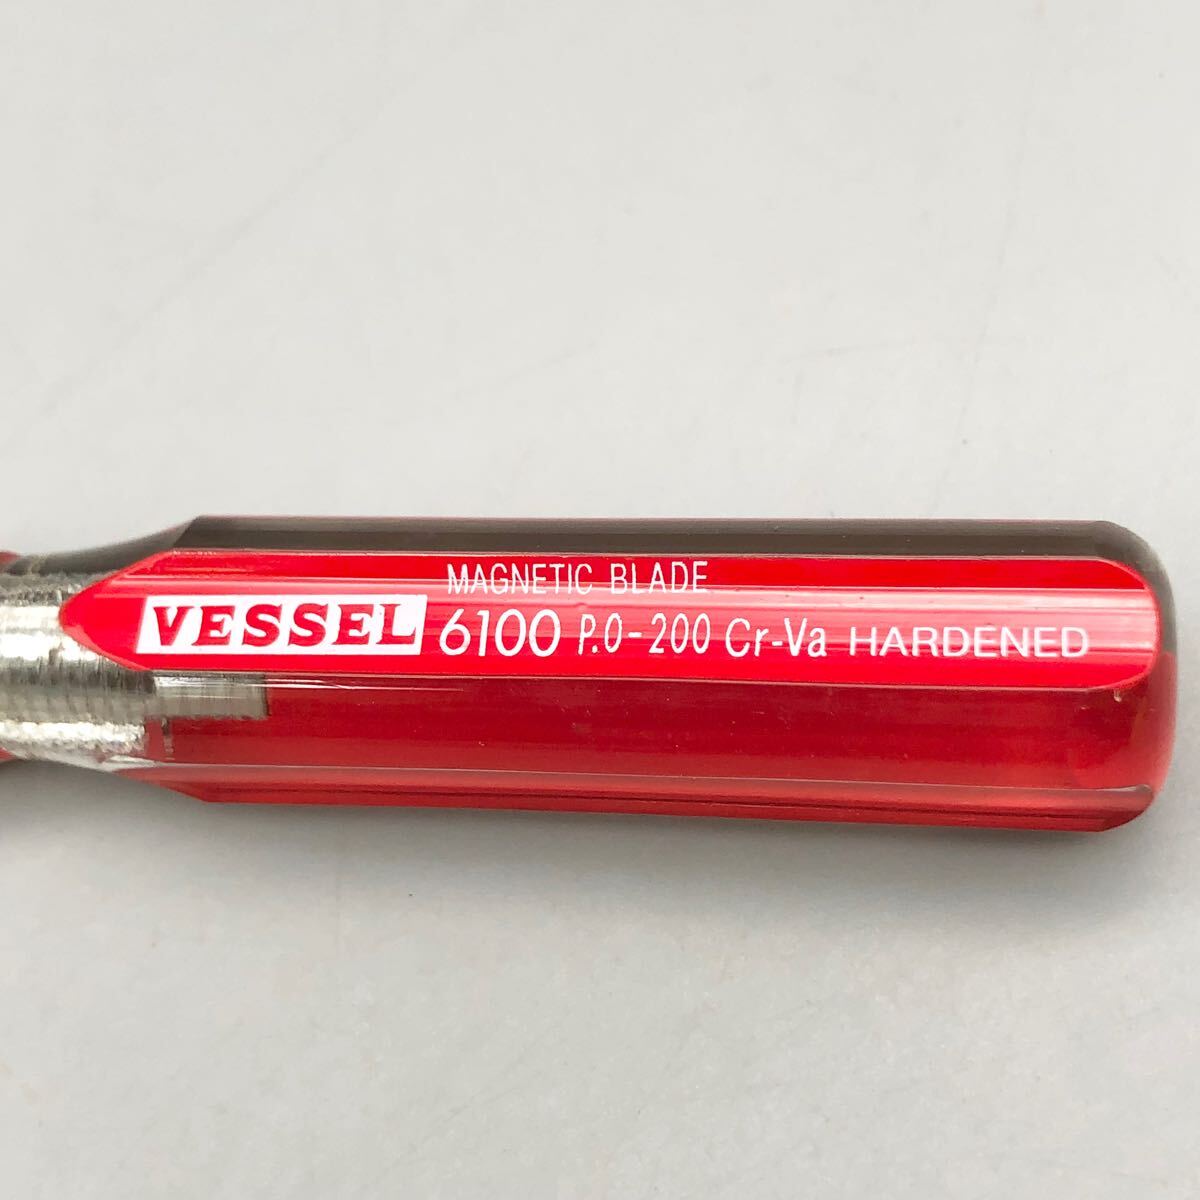 MAGNETIC BLADE
VESSEL 6100 P.0-200 Cr-Va HARDENED